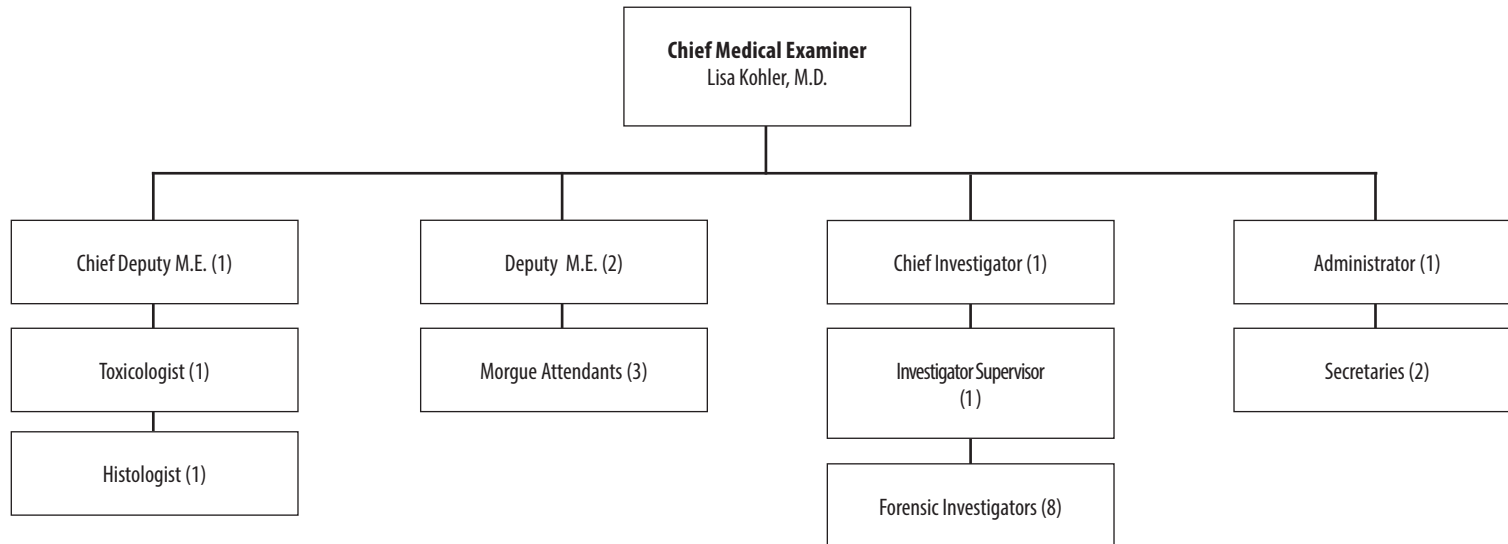 Chief Medical Examiner
Lisa Kohler, M.D.
Chief Deputy M.E. (1)
Deputy M.E. (2)
Chief Investigator (1)
Administrator (1)
Toxicologist (1)
Morgue Attendants (3)
Investigator Supervisor
(1)
Secretaries (2)
Histologist (1)
Forensic Investigators (8)